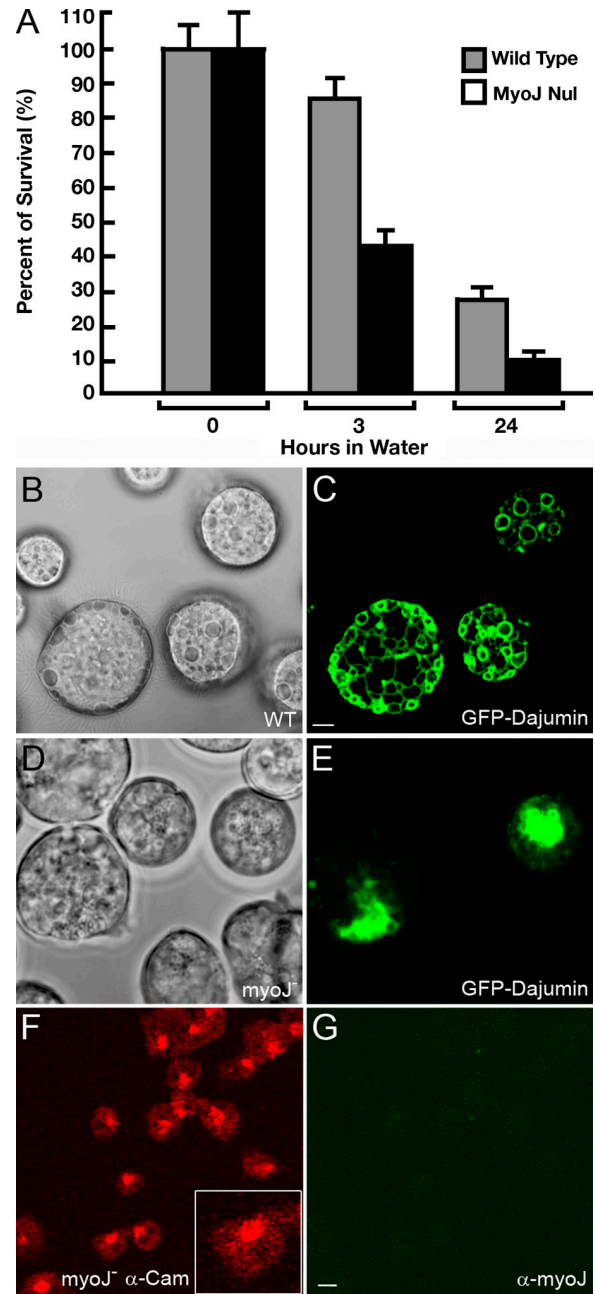 A
Percent of Survival (%)
110
100
90
80
70
60
50
40
30
20
10
0
Wild Type
MyoJ Nul
0
3
24
Hours in Water
B
WT
C
GFP-Dajumin
D
myoJ-
E
GFP-Dajumin
F
myoJ- α-Cam
G
α-myoJ